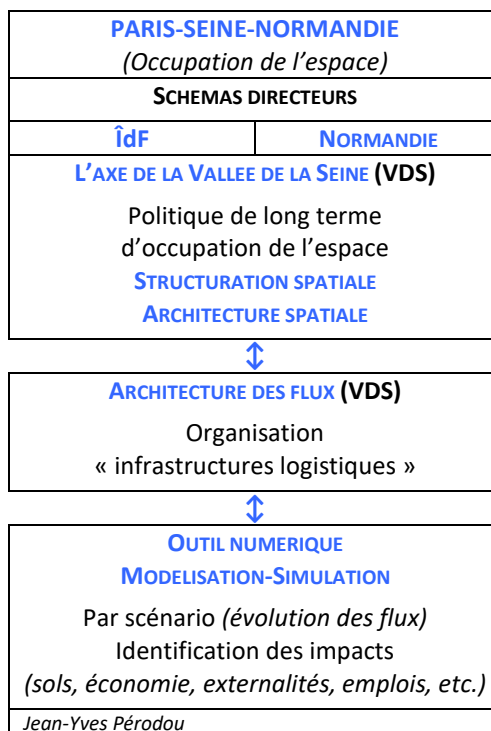 PARIS-SEINE-NORMANDIE
(Occupation de l’espace)
SCHEMAS DIRECTEURS
ÎdF NORMANDIE
L’AXE DE LA VALLEE DE LA SEINE (VDS)
Politique de long terme
d’occupation de l’espace
STRUCTURATION SPATIALE
ARCHITECTURE SPATIALE
↕
ARCHITECTURE DES FLUX (VDS)
Organisation
« infrastructures logistiques »
↕
OUTIL NUMERIQUE
MODELISATION-SIMULATION
Par scénario (évolution des flux)
Identification des impacts
(sols, économie, externalités, emplois, etc.)
Jean-Yves Pérodou